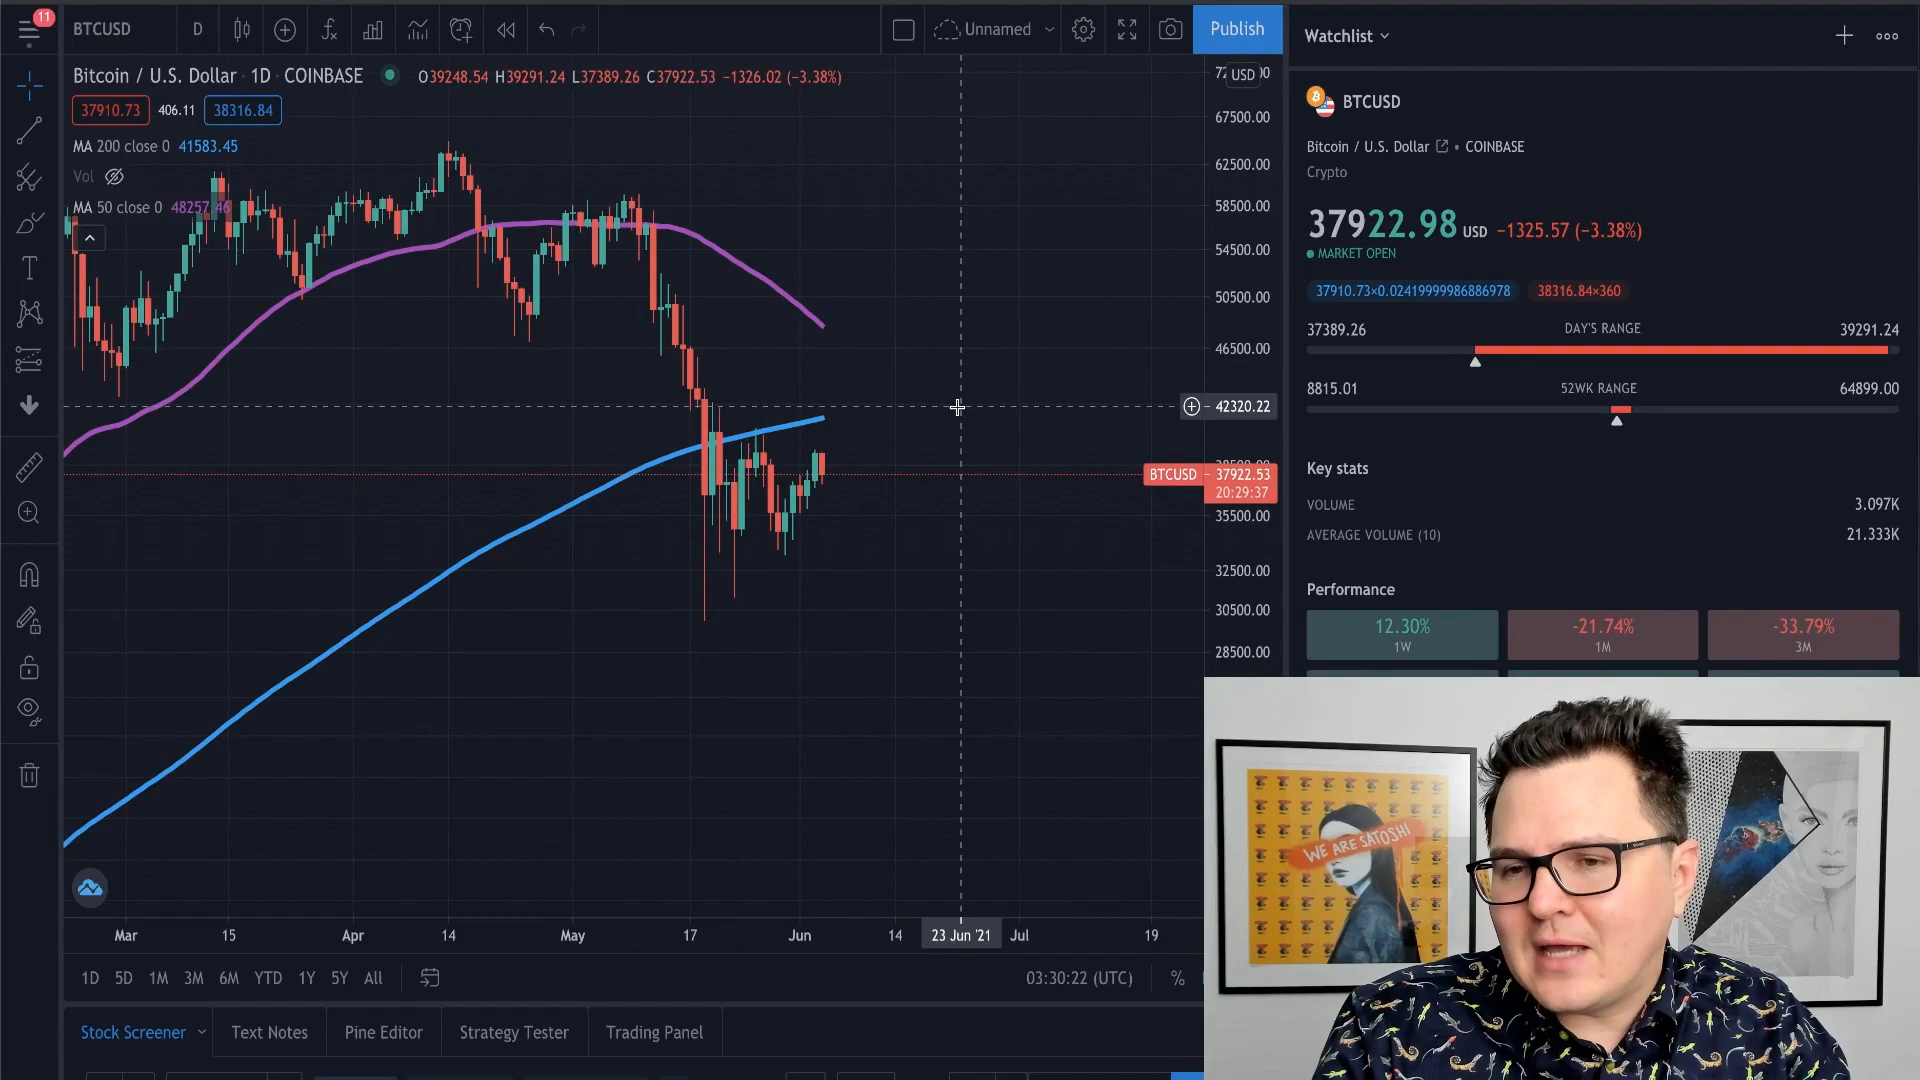 11
BTCUSD D Unnamed Publish
Watchlist
Bitcoin / U.S. Dollar · 1D · COINBASE O39248.54 H39291.24 L37389.26 C37922.53 −1326.02 (−3.38%)
USD
37910.73 406.11 38316.84
MA 200 close 0 41583.45
Vol
MA 50 close 0 48257.46
67500.00
62500.00
58500.00
54500.00
50500.00
46500.00
42320.22
BTCUSD 37922.53
20:29:37
35500.00
32500.00
30500.00
28500.00
Mar 15 Apr 14 May 17 Jun 14 23 Jun '21 Jul 19
1D 5D 1M 3M 6M YTD 1Y 5Y All 03:30:22 (UTC) %
Stock Screener Text Notes Pine Editor Strategy Tester Trading Panel
BTCUSD
Bitcoin / U.S. Dollar • COINBASE
Crypto
37922.98 USD −1325.57 (−3.38%)
MARKET OPEN
37910.73×0.02419999986886978 38316.84×360
37389.26 DAY'S RANGE 39291.24
8815.01 52WK RANGE 64899.00
Key stats
VOLUME 3.097K
AVERAGE VOLUME (10) 21.333K
Performance
12.30% -21.74% -33.79%
1W 1M 3M
WE ARE SATOSHI